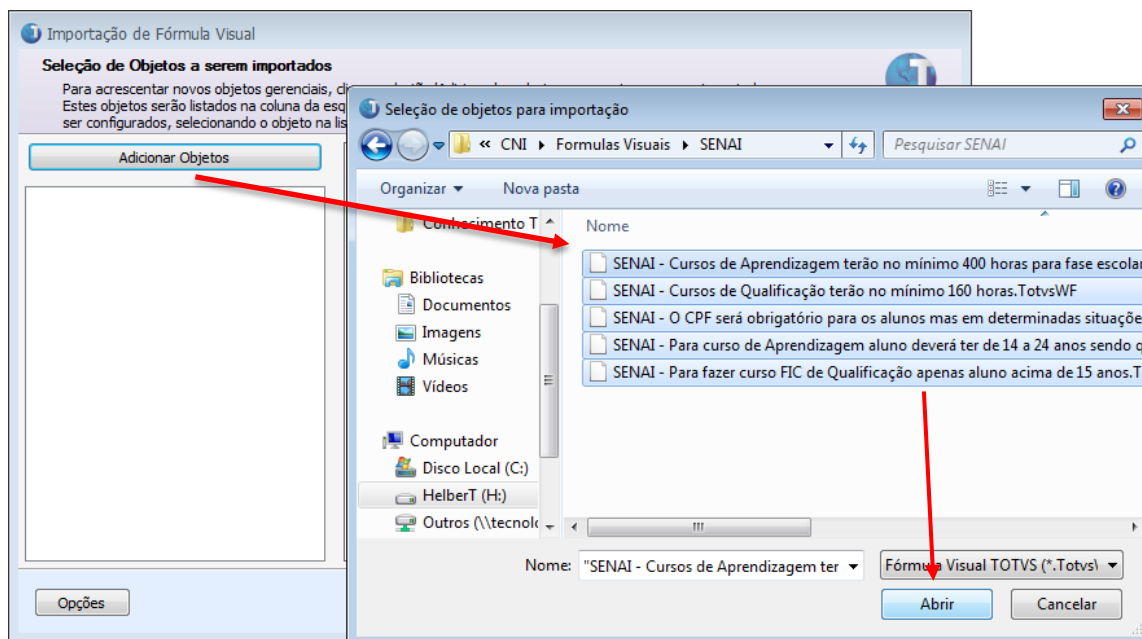 Importação de Fórmula Visual
Seleção de Objetos a serem importados
Para acrescentar novos objetos gerenciais,
Estes objetos serão listados na coluna da esq
ser configurados, selecionando o objeto na lis
Adicionar Objetos
Opções
Seleção de objetos para importação
« CNI ▸ Formulas Visuais ▸ SENAI
Pesquisar SENAI
Organizar
Nova pasta
Conhecimento T
Bibliotecas
Documentos
Imagens
Músicas
Vídeos
Computador
Disco Local (C:)
HelberT (H:)
Outros (\\tecnolo
Nome
SENAI - Cursos de Aprendizagem terão no mínimo 400 horas para fase escolar
SENAI - Cursos de Qualificação terão no mínimo 160 horas.TotvsWF
SENAI - O CPF será obrigatório para os alunos mas em determinadas situaçõe
SENAI - Para curso de Aprendizagem aluno deverá ter de 14 a 24 anos sendo q
SENAI - Para fazer curso FIC de Qualificação apenas aluno acima de 15 anos.T
Nome:
"SENAI - Cursos de Aprendizagem ter
Fórmula Visual TOTVS (*.Totvs\
Abrir
Cancelar